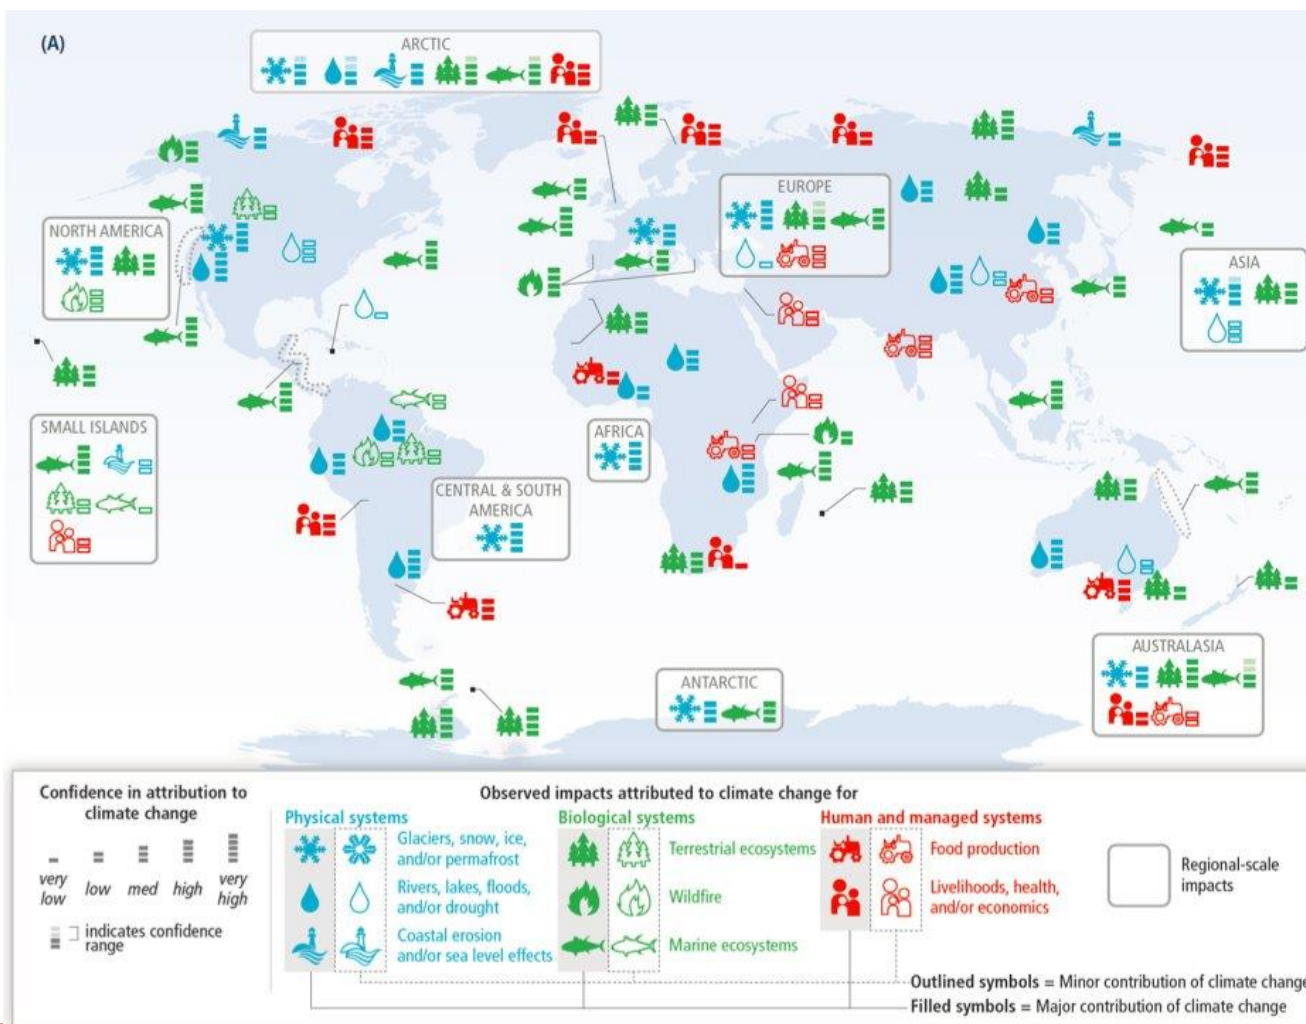 (A)
ARCTIC
NORTH AMERICA
EUROPE
ASIA
SMALL ISLANDS
AFRICA
CENTRAL & SOUTH
AMERICA
ANTARCTIC
AUSTRALASIA
Confidence in attribution to
climate change
very
low
low
med
high
very
high
indicates confidence
range
Observed impacts attributed to climate change for
Physical systems
Glaciers, snow, ice,
and/or permafrost
Rivers, lakes, floods,
and/or drought
Coastal erosion
and/or sea level effects
Biological systems
Terrestrial ecosystems
Wildfire
Marine ecosystems
Human and managed systems
Food production
Livelihoods, health,
and/or economics
Regional-scale
impacts
Outlined symbols = Minor contribution of climate change
Filled symbols = Major contribution of climate change